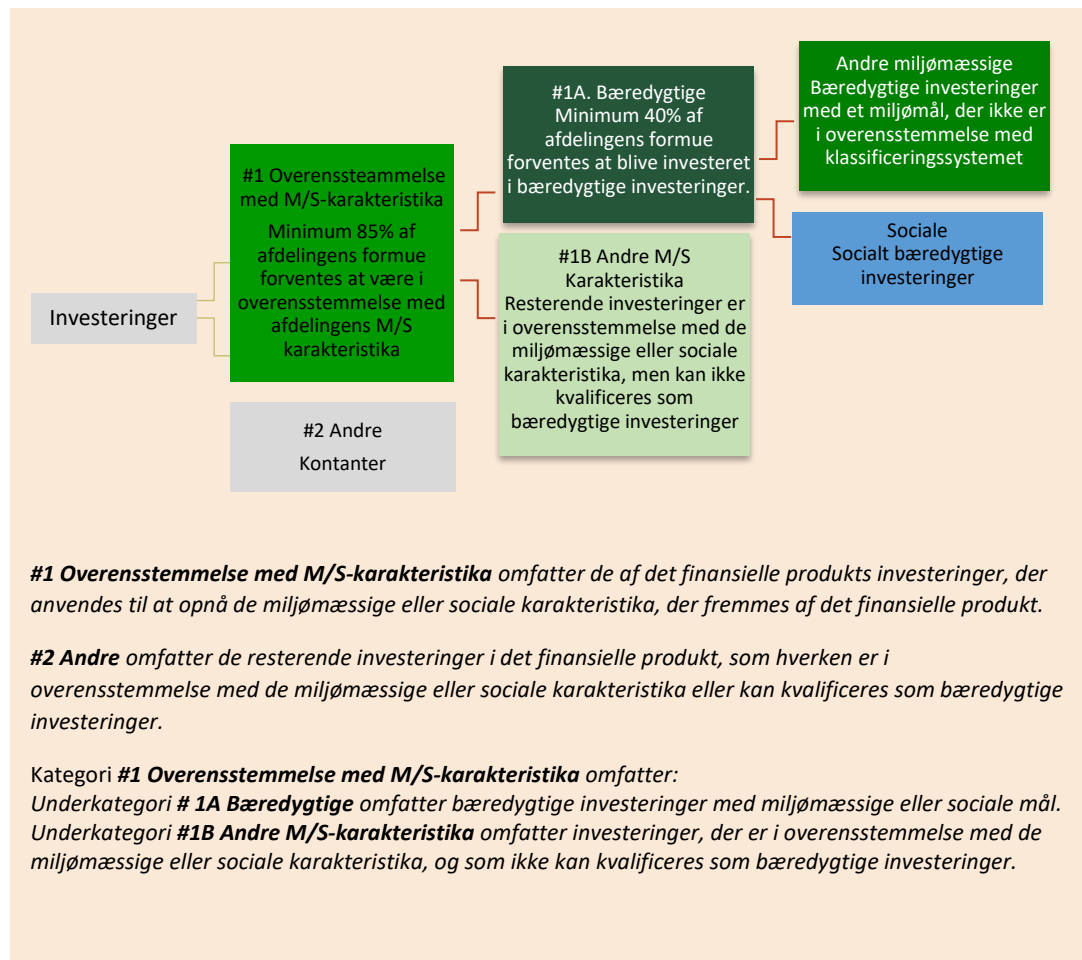 Investeringer
#1 Overenssteammelse
med M/S-karakteristika
Minimum 85% af
afdelingens formue
forventes at være i
overensstemmelse med
afdelingens M/S
karakteristika
#2 Andre
Kontanter
#1A. Bæredygtige
Minimum 40% af
afdelingens formue
forventes at blive investeret
i bæredygtige investeringer.
#1B Andre M/S
Karakteristika
Resterende investeringer er
i overensstemmelse med de
miljømæssige eller sociale
karakteristika, men kan ikke
kvalificeres som
bæredygtige investeringer
Andre miljømæssige
Bæredygtige investeringer
med et miljømål, der ikke er
i overensstemmelse med
klassificeringssystemet
Sociale
Socialt bæredygtige
investeringer
#1 Overensstemmelse med M/S-karakteristika omfatter de af det finansielle produkts investeringer, der
anvendes til at opnå de miljømæssige eller sociale karakteristika, der fremmes af det finansielle produkt.
#2 Andre omfatter de resterende investeringer i det finansielle produkt, som hverken er i
overensstemmelse med de miljømæssige eller sociale karakteristika eller kan kvalificeres som bæredygtige
investeringer.
Kategori #1 Overensstemmelse med M/S-karakteristika omfatter:
Underkategori # 1A Bæredygtige omfatter bæredygtige investeringer med miljømæssige eller sociale mål.
Underkategori #1B Andre M/S-karakteristika omfatter investeringer, der er i overensstemmelse med de
miljømæssige eller sociale karakteristika, og som ikke kan kvalificeres som bæredygtige investeringer.